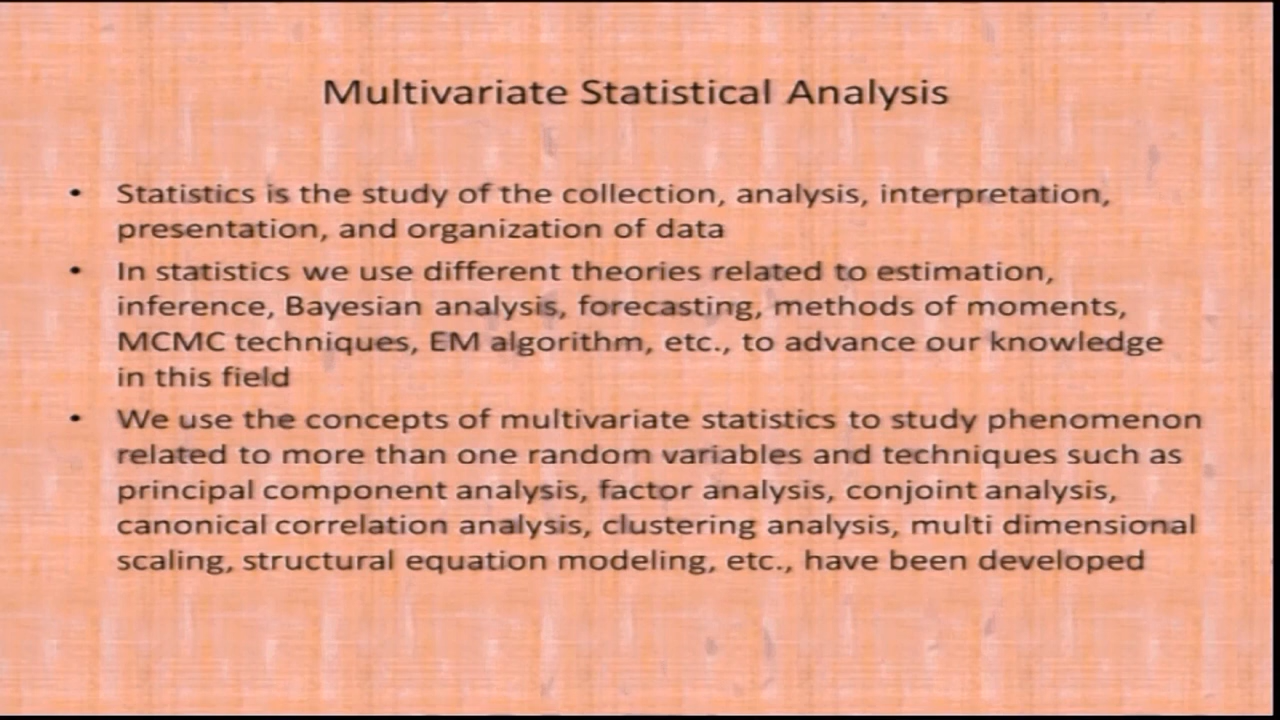 Multivariate Statistical Analysis
• Statistics is the study of the collection, analysis, interpretation,
presentation, and organization of data
• In statistics we use different theories related to estimation,
inference, Bayesian analysis, forecasting, methods of moments,
MCMC techniques, EM algorithm, etc., to advance our knowledge
in this field
• We use the concepts of multivariate statistics to study phenomenon
related to more than one random variables and techniques such as
principal component analysis, factor analysis, conjoint analysis,
canonical correlation analysis, clustering analysis, multi dimensional
scaling, structural equation modeling, etc., have been developed